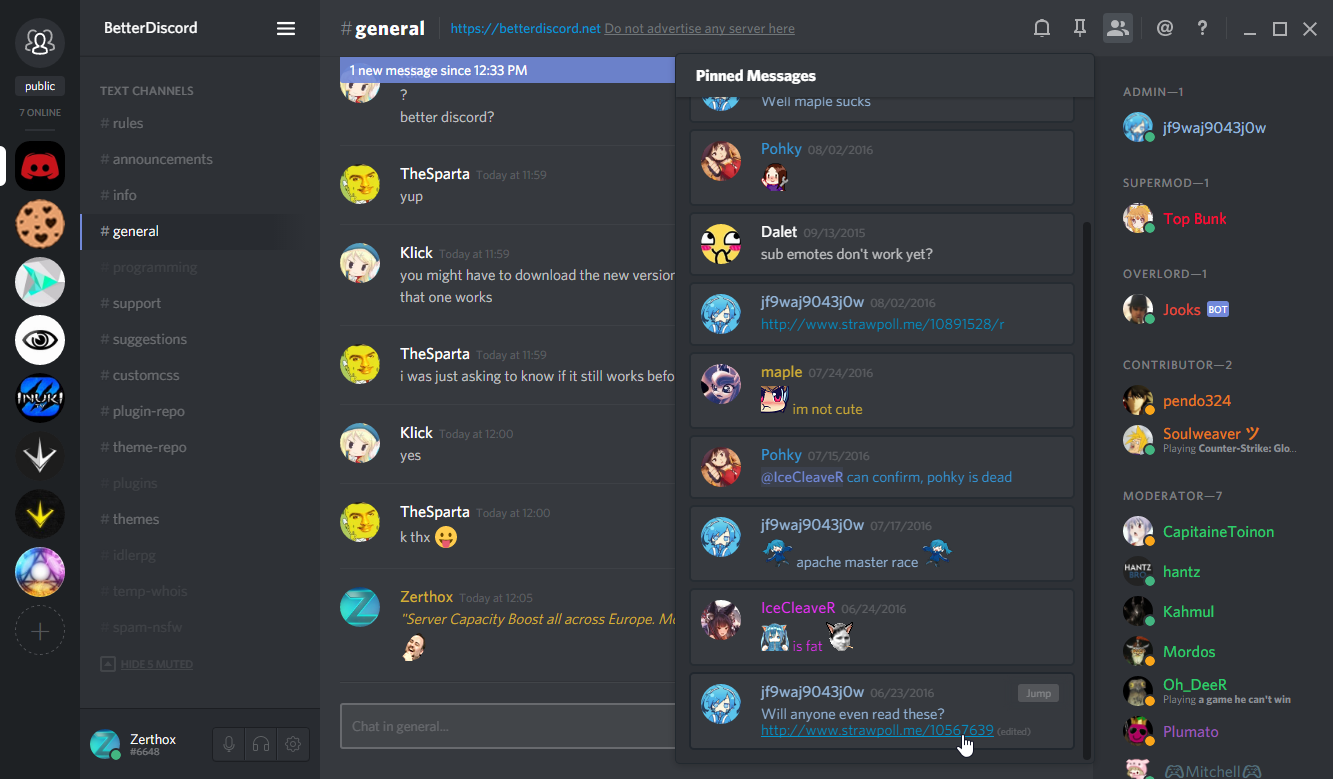 public
7 ONLINE
INUKI
BetterDiscord
TEXT CHANNELS
# rules
# announcements
# info
# general
# programming
# support
# suggestions
# customcss
# plugin-repo
# theme-repo
# plugins
# themes
# idlerpg
# temp-whois
# spam-nsfw
HIDE 5 MUTED
Zerthox
#6648
#general
https://betterdiscord.net Do not advertise any server here
@ ?
1 new message since 12:33 PM
?
better discord?
TheSparta Today at 11:59
yup
Klick Today at 11:59
you might have to download the new version
that one works
TheSparta Today at 11:59
i was just asking to know if it still works befo
Klick Today at 12:00
yes
TheSparta Today at 12:00
k thx
Zerthox Today at 12:05
"Server Capacity Boost all across Europe. Mo
Chat in general...
Pinned Messages
Well maple sucks
Pohky 08/02/2016
Dalet 09/13/2015
sub emotes don't work yet?
jf9waj9043j0w 08/02/2016
http://www.strawpoll.me/10891528/r
maple 07/24/2016
im not cute
Pohky 07/15/2016
@IceCleaveR can confirm, pohky is dead
jf9waj9043j0w 07/17/2016
apache master race
IceCleaveR 06/24/2016
is fat
jf9waj9043j0w 06/23/2016
Jump
Will anyone even read these?
http://www.strawpoll.me/10567639 (edited)
ADMIN—1
jf9waj9043j0w
SUPERMOD—1
Top Bunk
OVERLORD—1
Jooks BOT
CONTRIBUTOR—2
pendo324
Soulweaver ツ
Playing Counter-Strike: Glo...
MODERATOR—7
CapitaineToinon
HANTZ
BRO
hantz
Kahmul
Mordos
Oh_DeeR
Playing a game he can't win
Plumato
🎮Mitchell🎮